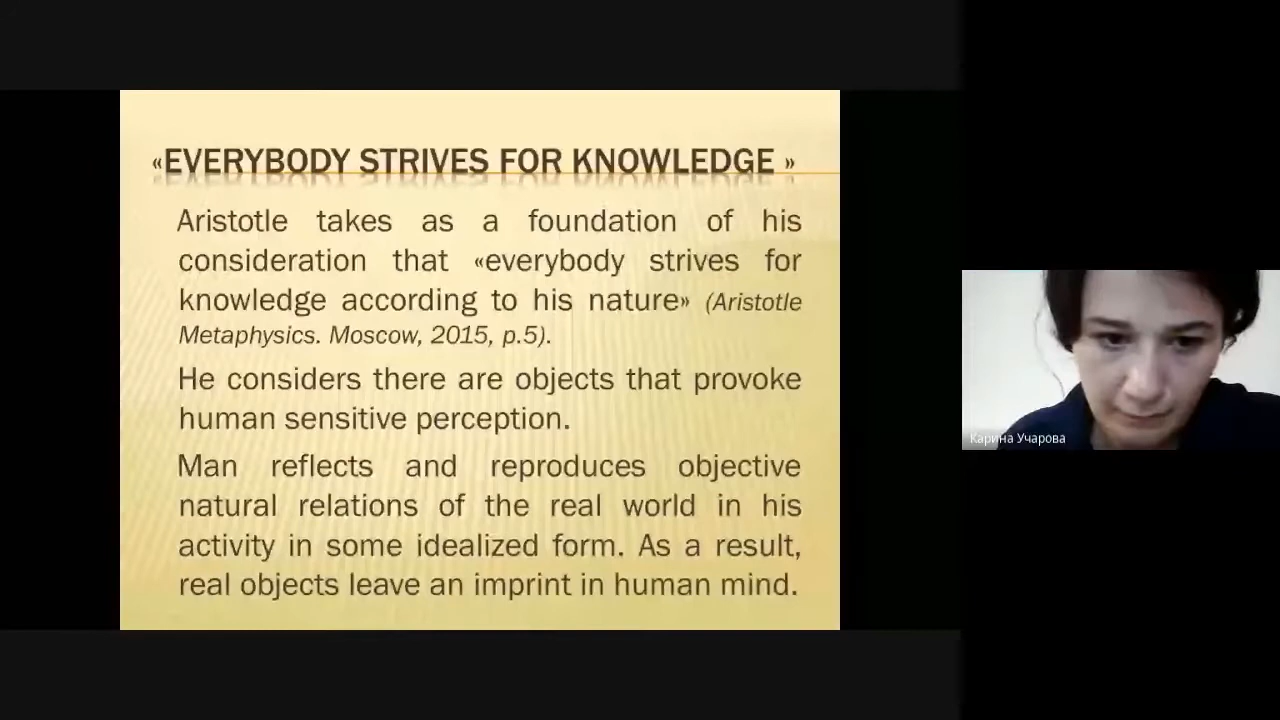 «EVERYBODY STRIVES FOR KNOWLEDGE »
Aristotle takes as a foundation of his
consideration that «everybody strives for
knowledge according to his nature» (Aristotle
Metaphysics. Moscow, 2015, p.5).
He considers there are objects that provoke
human sensitive perception.
Man reflects and reproduces objective
natural relations of the real world in his
activity in some idealized form. As a result,
real objects leave an imprint in human mind.
Карина Учарова